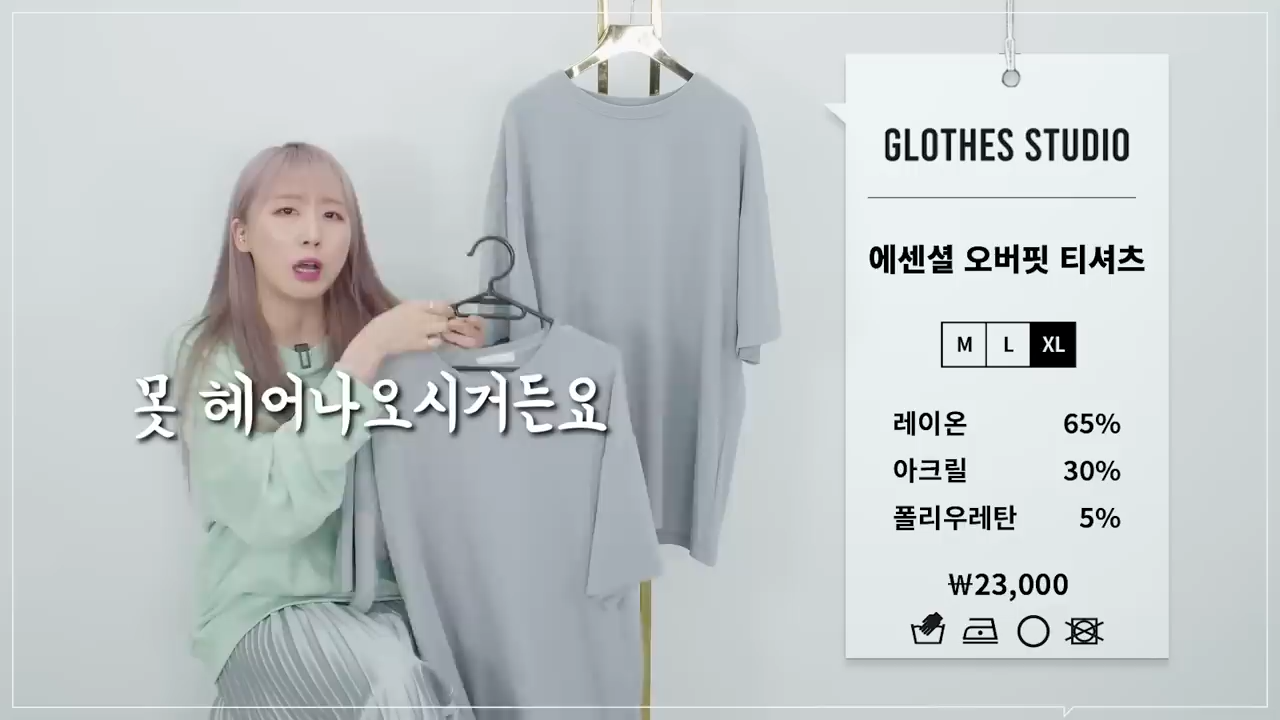 못 헤어나오시거든요
GLOTHES STUDIO
에센셜 오버핏 티셔츠
M L XL
레이온 65%
아크릴 30%
폴리우레탄 5%
₩23,000